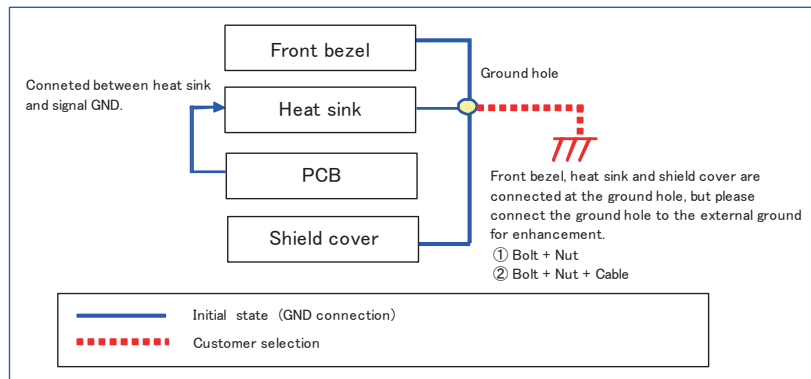 Front bezel
Ground hole
Conneted between heat sink
and signal GND.
Heat sink
PCB
Front bezel, heat sink and shield cover are
connected at the ground hole, but please
connect the ground hole to the external ground
for enhancement.
① Bolt + Nut
② Bolt + Nut + Cable
Shield cover
Initial state (GND connection)
Customer selection